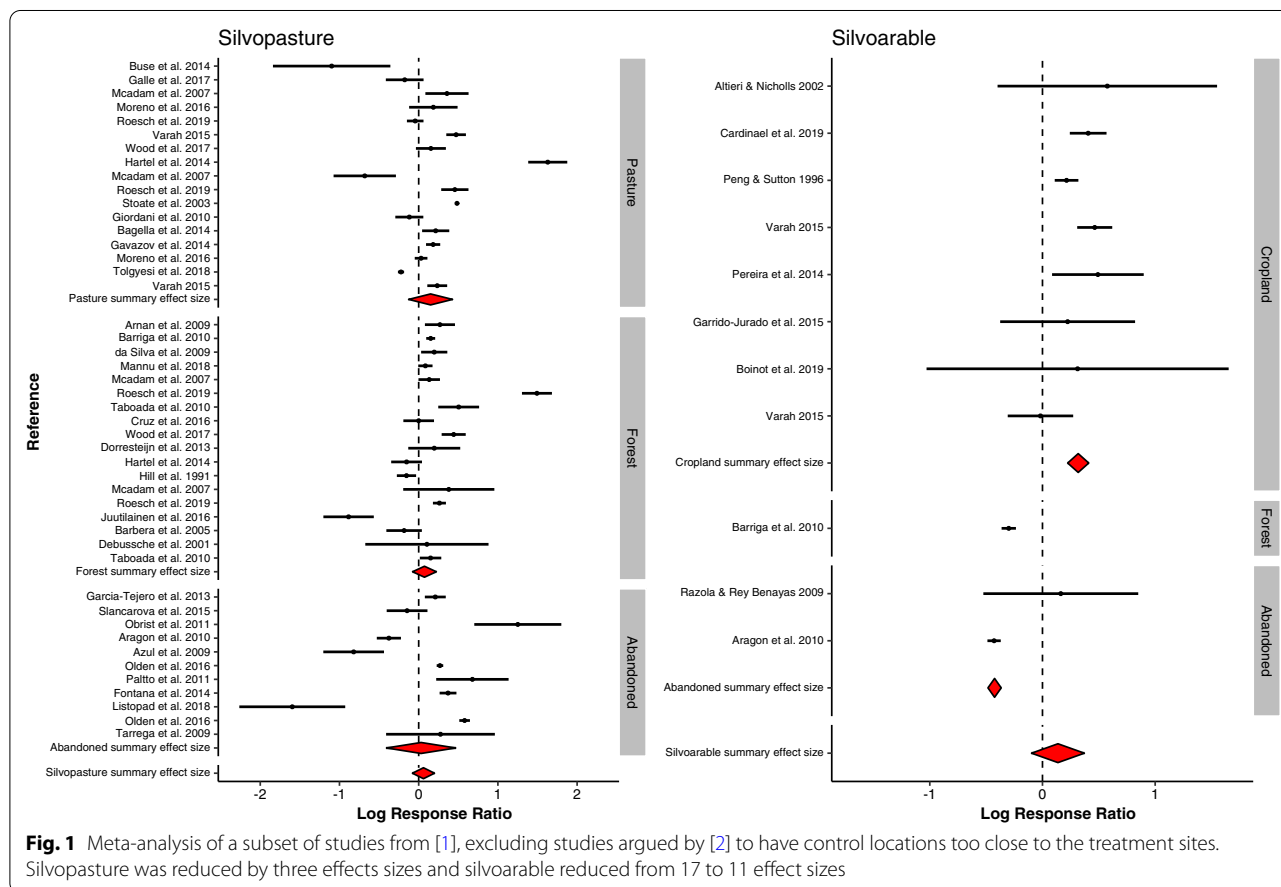 Silvopasture
Buse et al. 2014
Galle et al. 2017
Mcadam et al. 2007
Moreno et al. 2016
Roesch et al. 2019
Varah 2015
Wood et al. 2017
Hartel et al. 2014
Mcadam et al. 2007
Roesch et al. 2019
Stoate et al. 2003
Giordani et al. 2010
Bagella et al. 2014
Gavazov et al. 2014
Moreno et al. 2016
Tolgyesi et al. 2018
Varah 2015
Pasture summary effect size
Pasture
Arnan et al. 2009
Barriga et al. 2010
da Silva et al. 2009
Mannu et al. 2018
Mcadam et al. 2007
Roesch et al. 2019
Taboada et al. 2010
Cruz et al. 2016
Wood et al. 2017
Dorresteijn et al. 2013
Hartel et al. 2014
Hill et al. 1991
Mcadam et al. 2007
Roesch et al. 2019
Juutilainen et al. 2016
Barbera et al. 2005
Debussche et al. 2001
Taboada et al. 2010
Forest summary effect size
Forest
Garcia-Tejero et al. 2013
Slancarova et al. 2015
Obrist et al. 2011
Aragon et al. 2010
Azul et al. 2009
Olden et al. 2016
Paltto et al. 2011
Fontana et al. 2014
Listopad et al. 2018
Olden et al. 2016
Tarrega et al. 2009
Abandoned summary effect size
Abandoned
Silvopasture summary effect size
Reference
-2 -1 0 1 2
Log Response Ratio
Silvoarable
Altieri & Nicholls 2002
Cardinael et al. 2019
Peng & Sutton 1996
Varah 2015
Pereira et al. 2014
Garrido-Jurado et al. 2015
Boinot et al. 2019
Varah 2015
Cropland summary effect size
Cropland
Barriga et al. 2010
Forest
Razola & Rey Benayas 2009
Aragon et al. 2010
Abandoned summary effect size
Abandoned
Silvoarable summary effect size
-1 0 1
Log Response Ratio
Fig. 1 Meta-analysis of a subset of studies from [1], excluding studies argued by [2] to have control locations too close to the treatment sites.
Silvopasture was reduced by three effects sizes and silvoarable reduced from 17 to 11 effect sizes